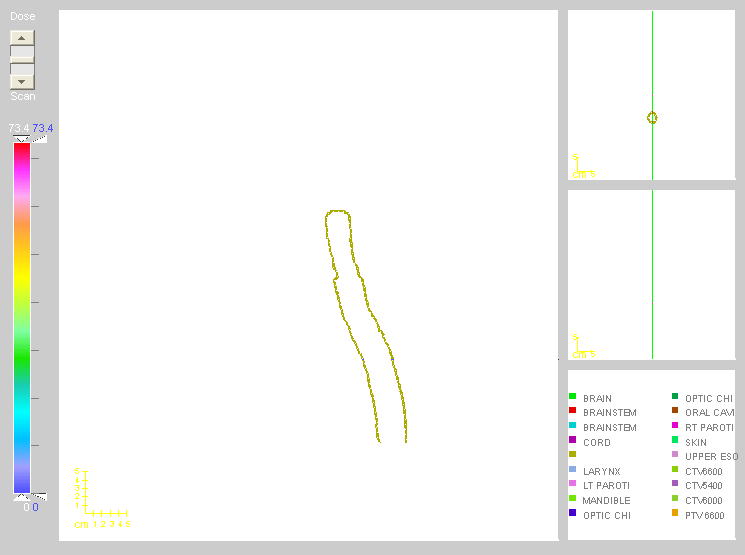 Dose
Scan
73.4 73.4
0 0
5
4
3
2
1
cm 1 2 3 4 5
5
cm 5
5
cm 5
BRAIN
BRAINSTEM
BRAINSTEM
CORD
LARYNX
LT PAROTI
MANDIBLE
OPTIC CHI
OPTIC CHI
ORAL CAVI
RT PAROTI
SKIN
UPPER ESO
CTV6600
CTV5400
CTV6000
PTV6600